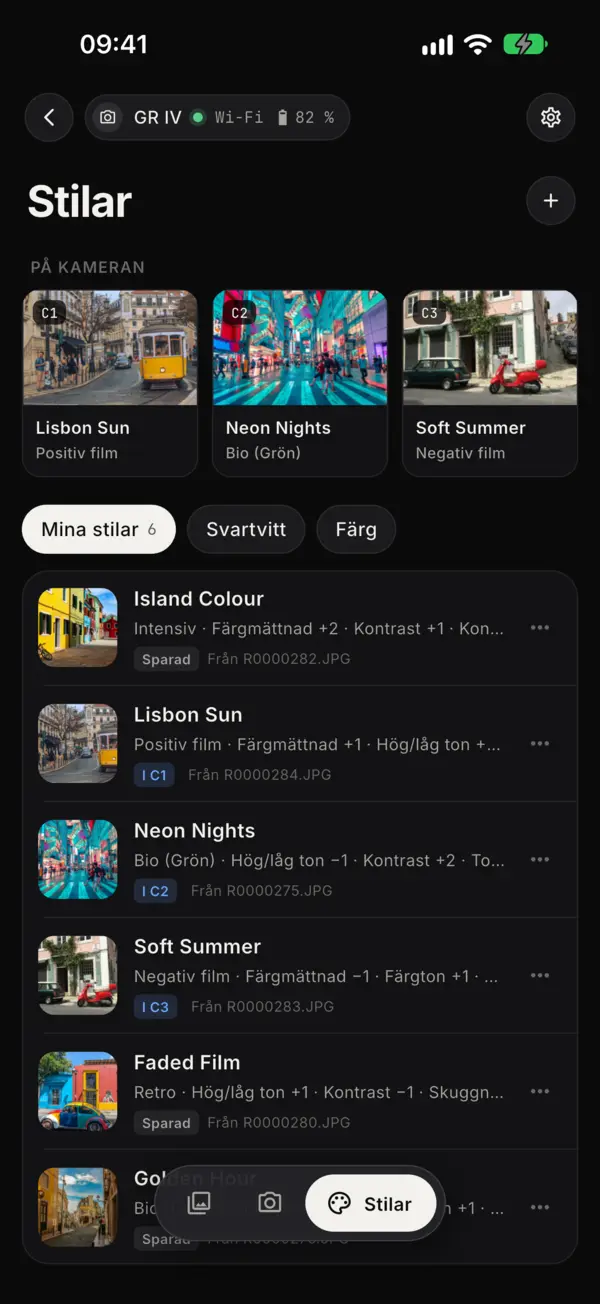 09:41
GR IV Wi-Fi 82 %
Stilar
PÅ KAMERAN
C1
C2
C3
Lisbon Sun
Positiv film
Neon Nights
Bio (Grön)
Soft Summer
Negativ film
Mina stilar 6
Svartvitt
Färg
Island Colour
Intensiv · Färgmättnad +2 · Kontrast +1 · Kon...
Sparad Från R0000282.JPG
Lisbon Sun
Positiv film · Färgmättnad +1 · Hög/låg ton +...
I C1 Från R0000284.JPG
Neon Nights
Bio (Grön) · Hög/låg ton −1 · Kontrast +2 · To...
I C2 Från R0000275.JPG
Soft Summer
Negativ film · Färgmättnad −1 · Färgton +1 · ...
I C3 Från R0000283.JPG
Faded Film
Retro · Hög/låg ton +1 · Kontrast −1 · Skuggn...
Sparad Från R0000280.JPG
Golden Hour
+1 · ...
Sparad
Stilar